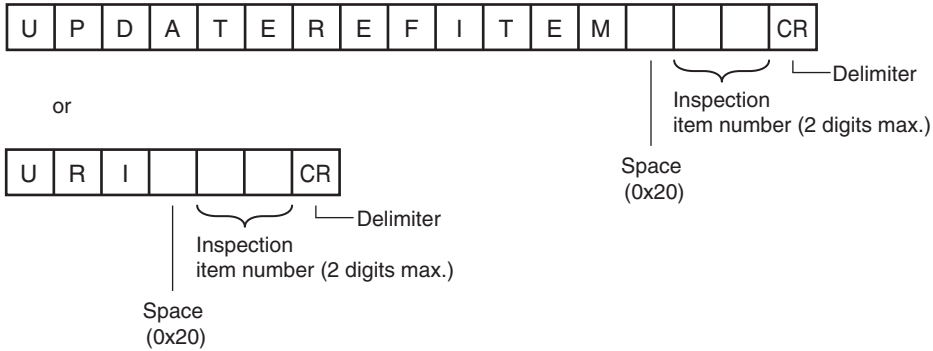 U P D A T E R E F I T E M CR
Delimiter
Inspection
item number (2 digits max.)
Space
(0x20)
or
U R I CR
Delimiter
Inspection
item number (2 digits max.)
Space
(0x20)